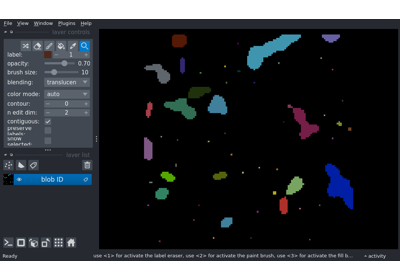 File View Window Plugins Help
layer controls
label: 1
opacity: 0.70
brush size: 10
blending: translucen
color mode: auto
contour: 0
n edit dim: 2
contiguous:
preserve
labels:
show
selected:
layer list
blob ID
Ready use <1> for activate the label eraser, use <2> for activate the paint brush, use <3> for activate the fill b... activity